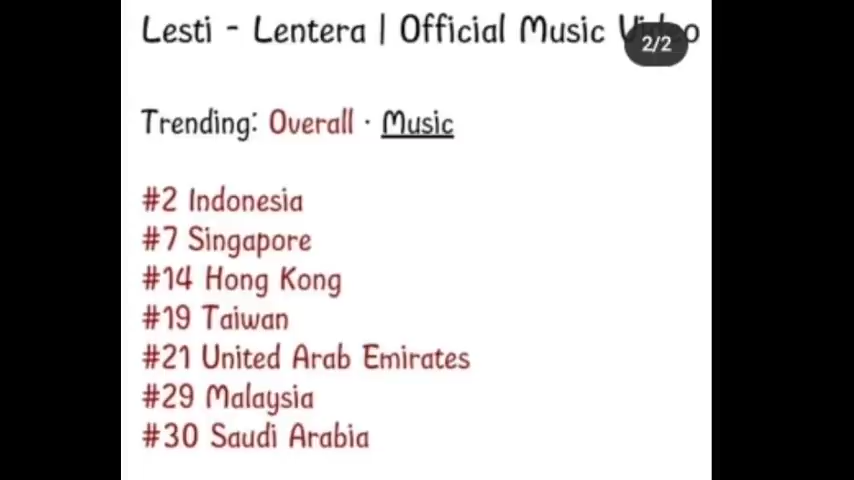 Lesti - Lentera | Official Music Video
2/2
Trending: Overall · Music
#2 Indonesia
#7 Singapore
#14 Hong Kong
#19 Taiwan
#21 United Arab Emirates
#29 Malaysia
#30 Saudi Arabia